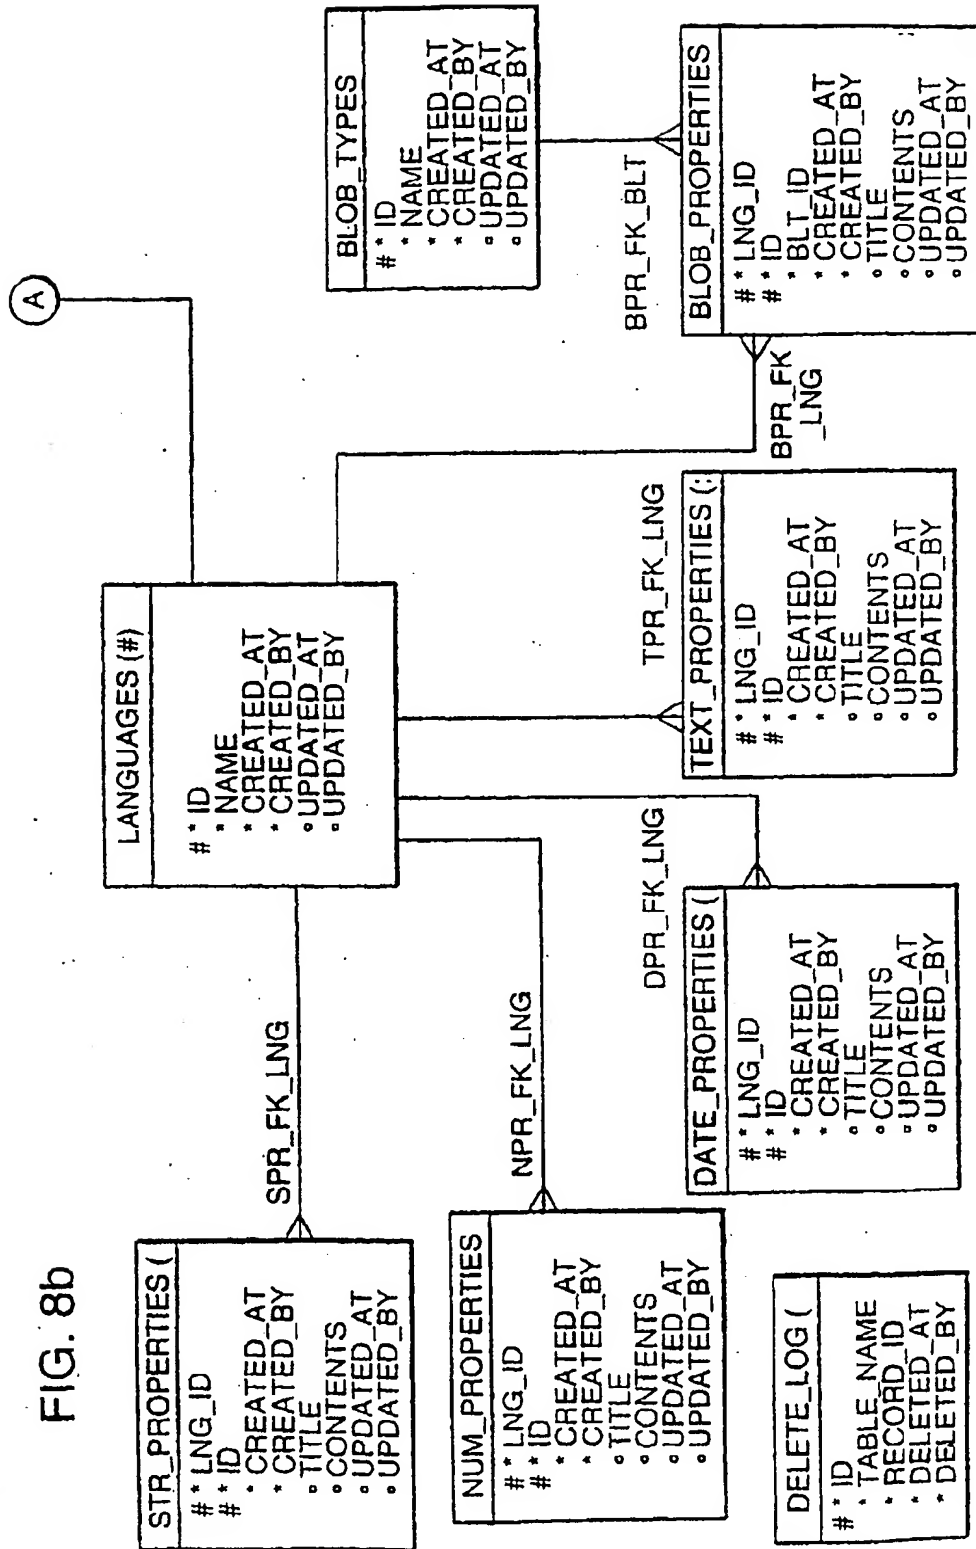 FIG. 8b
STR_PROPERTIES (
# * LNG_ID
# * ID
* CREATED_AT
* CREATED_BY
o TITLE
o CONTENTS
o UPDATED_AT
o UPDATED_BY
SPR_FK_LNG
LANGUAGES (#)
# * ID
* NAME
* CREATED_AT
* CREATED_BY
o UPDATED_AT
o UPDATED_BY
A
NUM_PROPERTIES
# * LNG_ID
# * ID
* CREATED_AT
* CREATED_BY
o TITLE
o CONTENTS
o UPDATED_AT
o UPDATED_BY
NPR_FK_LNG
BLOB_TYPES
# * ID
* NAME
* CREATED_AT
* CREATED_BY
o UPDATED_AT
o UPDATED_BY
DELETE_LOG (
# * ID
* TABLE_NAME
* RECORD_ID
* DELETED_AT
* DELETED_BY
DPR_FK_LNG
DATE_PROPERTIES (
# * LNG_ID
# * ID
* CREATED_AT
* CREATED_BY
o TITLE
o CONTENTS
o UPDATED_AT
o UPDATED_BY
TPR_FK_LNG
TEXT_PROPERTIES (:
# * LNG_ID
# * ID
* CREATED_AT
* CREATED_BY
o TITLE
o CONTENTS
o UPDATED_AT
o UPDATED_BY
BPR_FK
_LNG
BPR_FK_BLT
BLOB_PROPERTIES
# * LNG_ID
# * ID
* BLT_ID
* CREATED_AT
* CREATED_BY
o TITLE
o CONTENTS
o UPDATED_AT
o UPDATED_BY